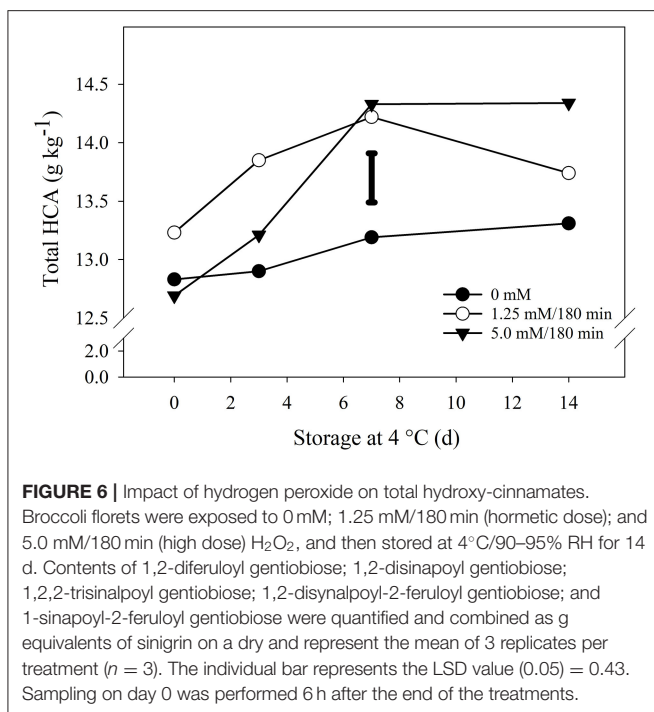 14.5
14.0
13.5
13.0
12.5
2.0
0.0
Total HCA (g kg⁻¹)
0 mM
1.25 mM/180 min
5.0 mM/180 min
0 2 4 6 8 10 12 14
Storage at 4 °C (d)
FIGURE 6 | Impact of hydrogen peroxide on total hydroxy-cinnamates.
Broccoli florets were exposed to 0 mM; 1.25 mM/180 min (hormetic dose); and
5.0 mM/180 min (high dose) H₂O₂, and then stored at 4°C/90–95% RH for 14
d. Contents of 1,2-diferuloyl gentiobiose; 1,2-disinapoyl gentiobiose;
1,2,2-trisinalpoyl gentiobiose; 1,2-disynalpoyl-2-feruloyl gentiobiose; and
1-sinapoyl-2-feruloyl gentiobiose were quantified and combined as g
equivalents of sinigrin on a dry and represent the mean of 3 replicates per
treatment (n = 3). The individual bar represents the LSD value (0.05) = 0.43.
Sampling on day 0 was performed 6 h after the end of the treatments.